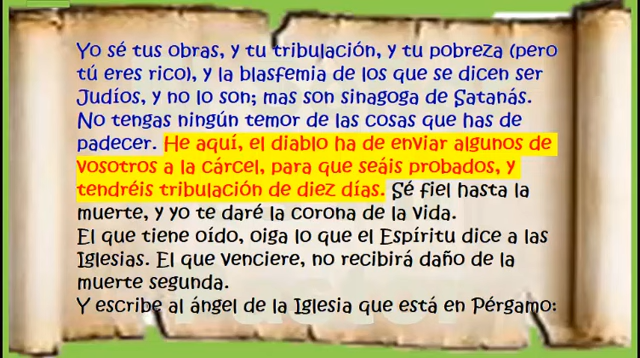 Yo sé tus obras, y tu tribulación, y tu pobreza (pero
tú eres rico), y la blasfemia de los que se dicen ser
Judíos, y no lo son; mas son sinagoga de Satanás.
No tengas ningún temor de las cosas que has de
padecer. He aquí, el diablo ha de enviar algunos de
vosotros a la cárcel, para que seáis probados, y
tendréis tribulación de diez días. Sé fiel hasta la
muerte, y yo te daré la corona de la vida.
El que tiene oído, oiga lo que el Espíritu dice a las
Iglesias. El que venciere, no recibirá daño de la
muerte segunda.
Y escribe al ángel de la Iglesia que está en Pérgamo: